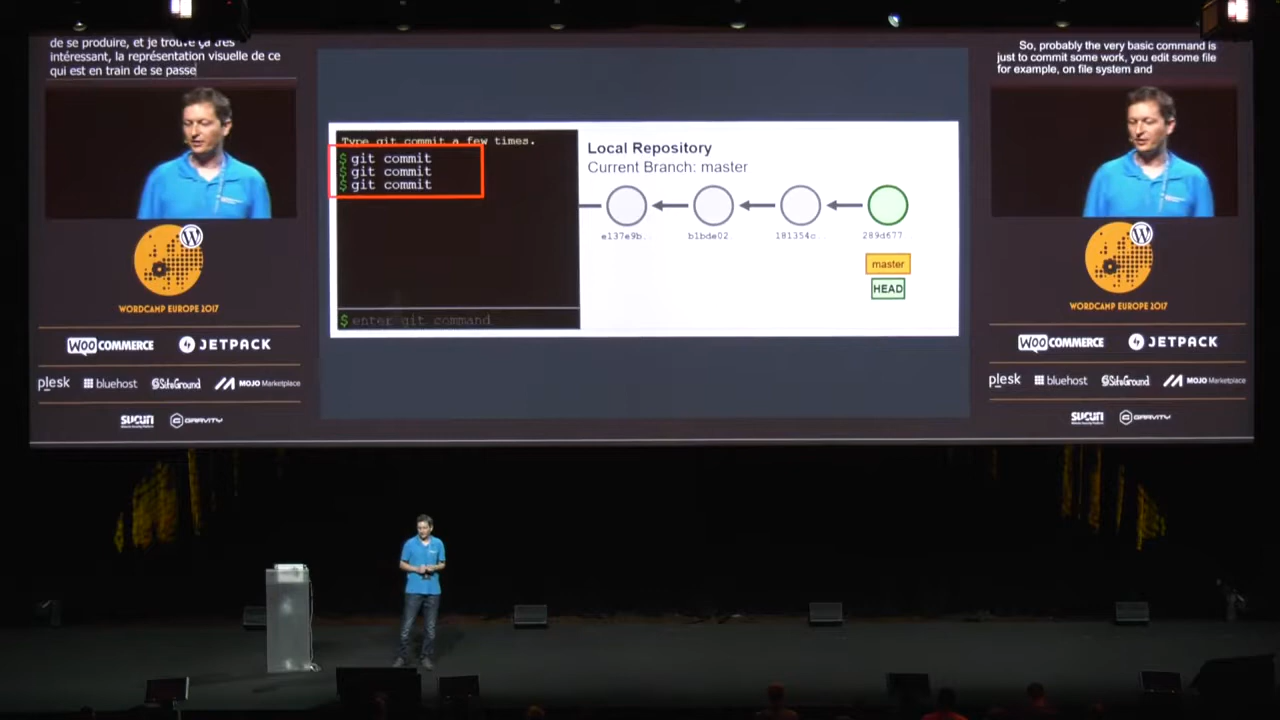 de se produire, et je trouve ça très
intéressant, la représentation visuelle de ce
qui est en train de se passe
WORDCAMP EUROPE 2017
WOO COMMERCE
JETPACK
plesk
bluehost
SiteGround
MOJO Marketplace
SUCURI
GRAVITY
Type git commit a few times.
$ git commit
$ git commit
$ git commit
$ enter git command
Local Repository
Current Branch: master
e137e9b..
b1bde02.
181354c..
289d677
master
HEAD
So, probably the very basic command is
just to commit some work, you edit some file
for example, on file system and
WORDCAMP EUROPE 2017
WOO COMMERCE
JETPACK
plesk
bluehost
SiteGround
MOJO Marketplace
SUCURI
GRAVITY